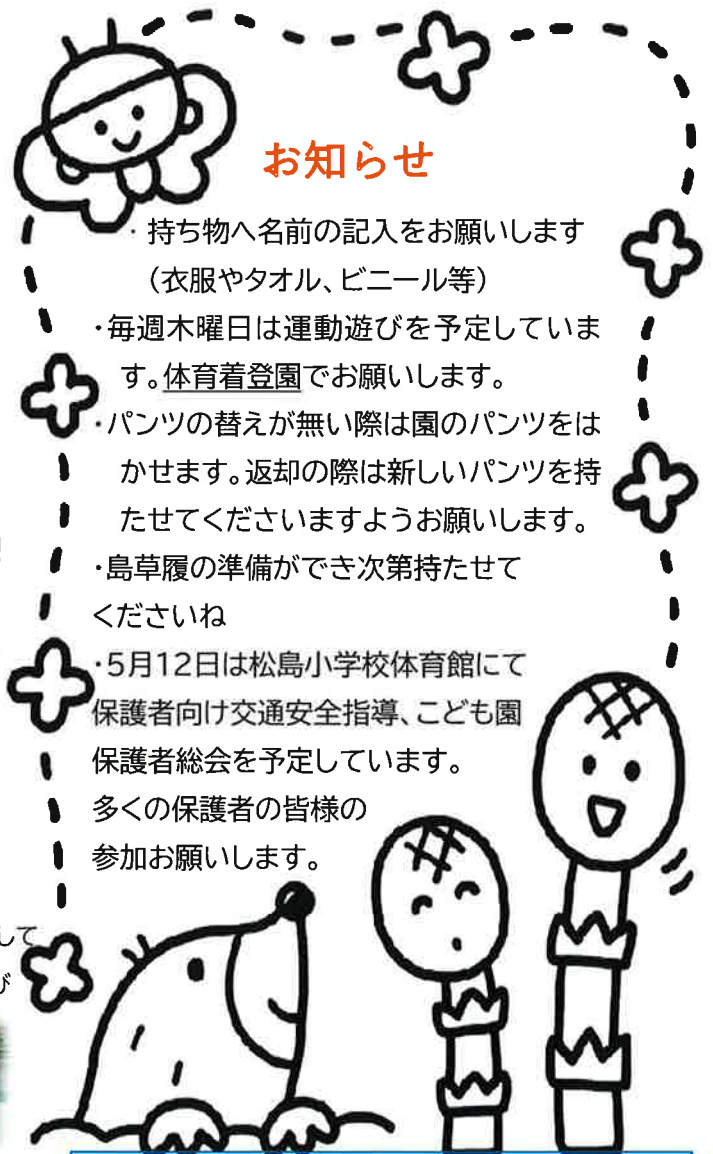 お知らせ
・持ち物へ名前の記入をお願いします
（衣服やタオル、ビニール等）
・毎週木曜日は運動遊びを予定していま
す。体育着登園でお願いします。
・パンツの替えが無い際は園のパンツをは
かせます。返却の際は新しいパンツを持
たせてくださいますようお願いします。
・島草履の準備ができ次第持たせて
くださいね
・5月12日は松島小学校体育館にて
保護者向け交通安全指導、こども園
保護者総会を予定しています。
多くの保護者の皆様の
参加お願いします。
して
び